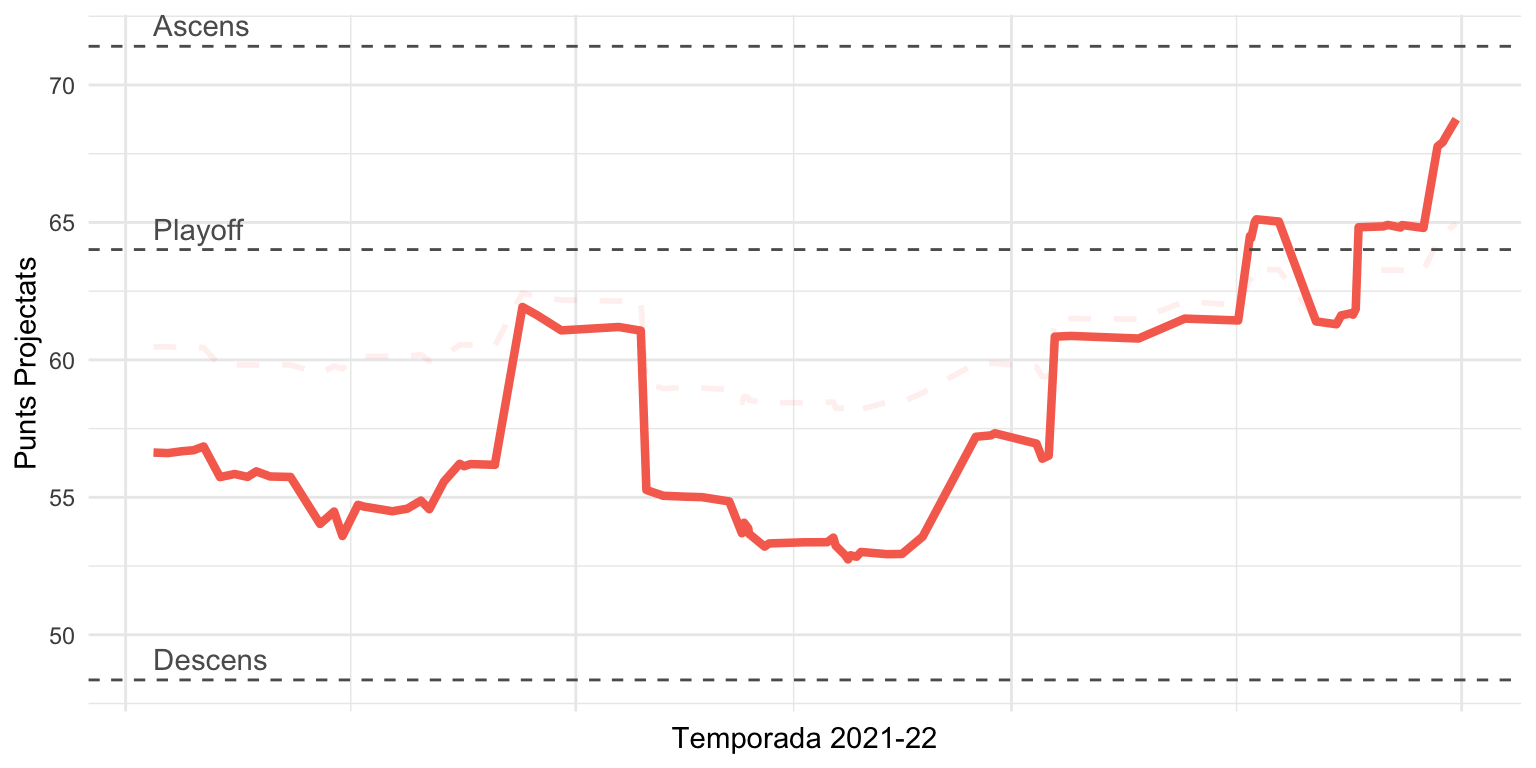 Ascens
70
65
Playoff
60
55
50
Descens
Punts Projectats
Temporada 2021-22